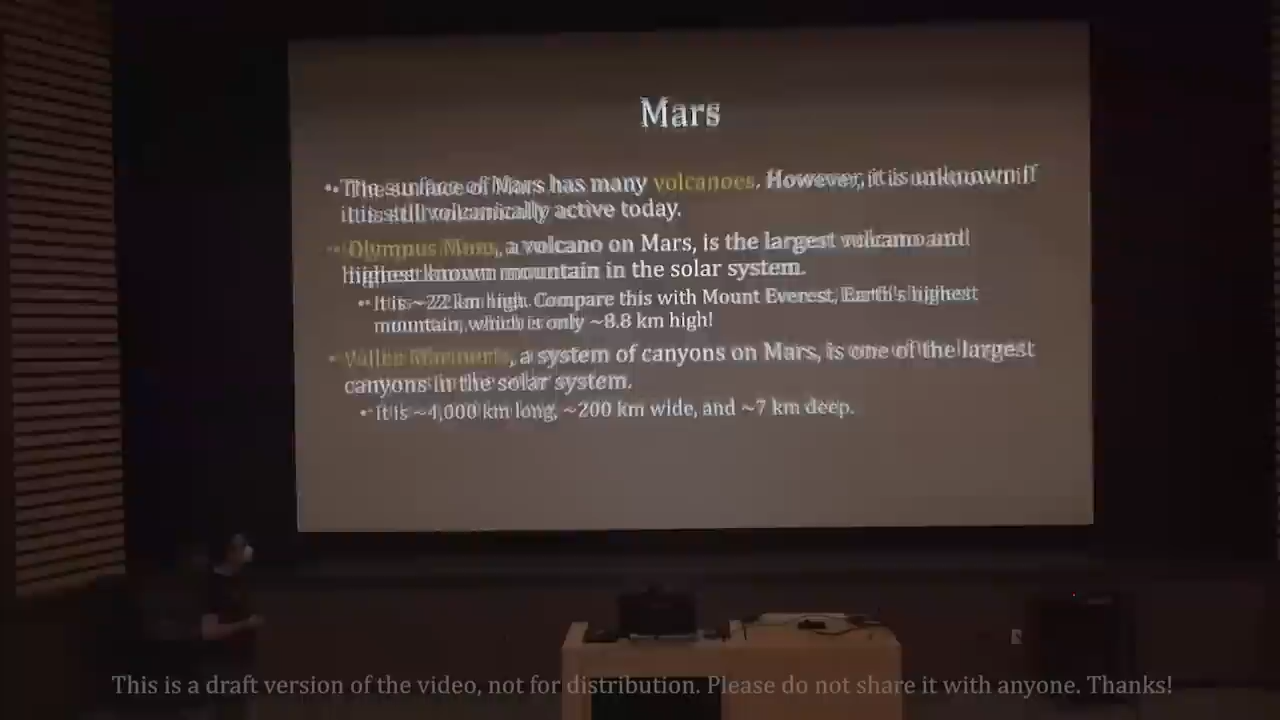 Mars
• The surface of Mars has many volcanoes. However, it is unknown if
it is still volcanically active today.
• Olympus Mons, a volcano on Mars, is the largest volcano and
highest known mountain in the solar system.
• It is ~22 km high. Compare this with Mount Everest, Earth's highest
mountain, which is only ~8.8 km high!
• Valles Marineris, a system of canyons on Mars, is one of the largest
canyons in the solar system.
• It is ~4,000 km long, ~200 km wide, and ~7 km deep.
This is a draft version of the video, not for distribution. Please do not share it with anyone. Thanks!